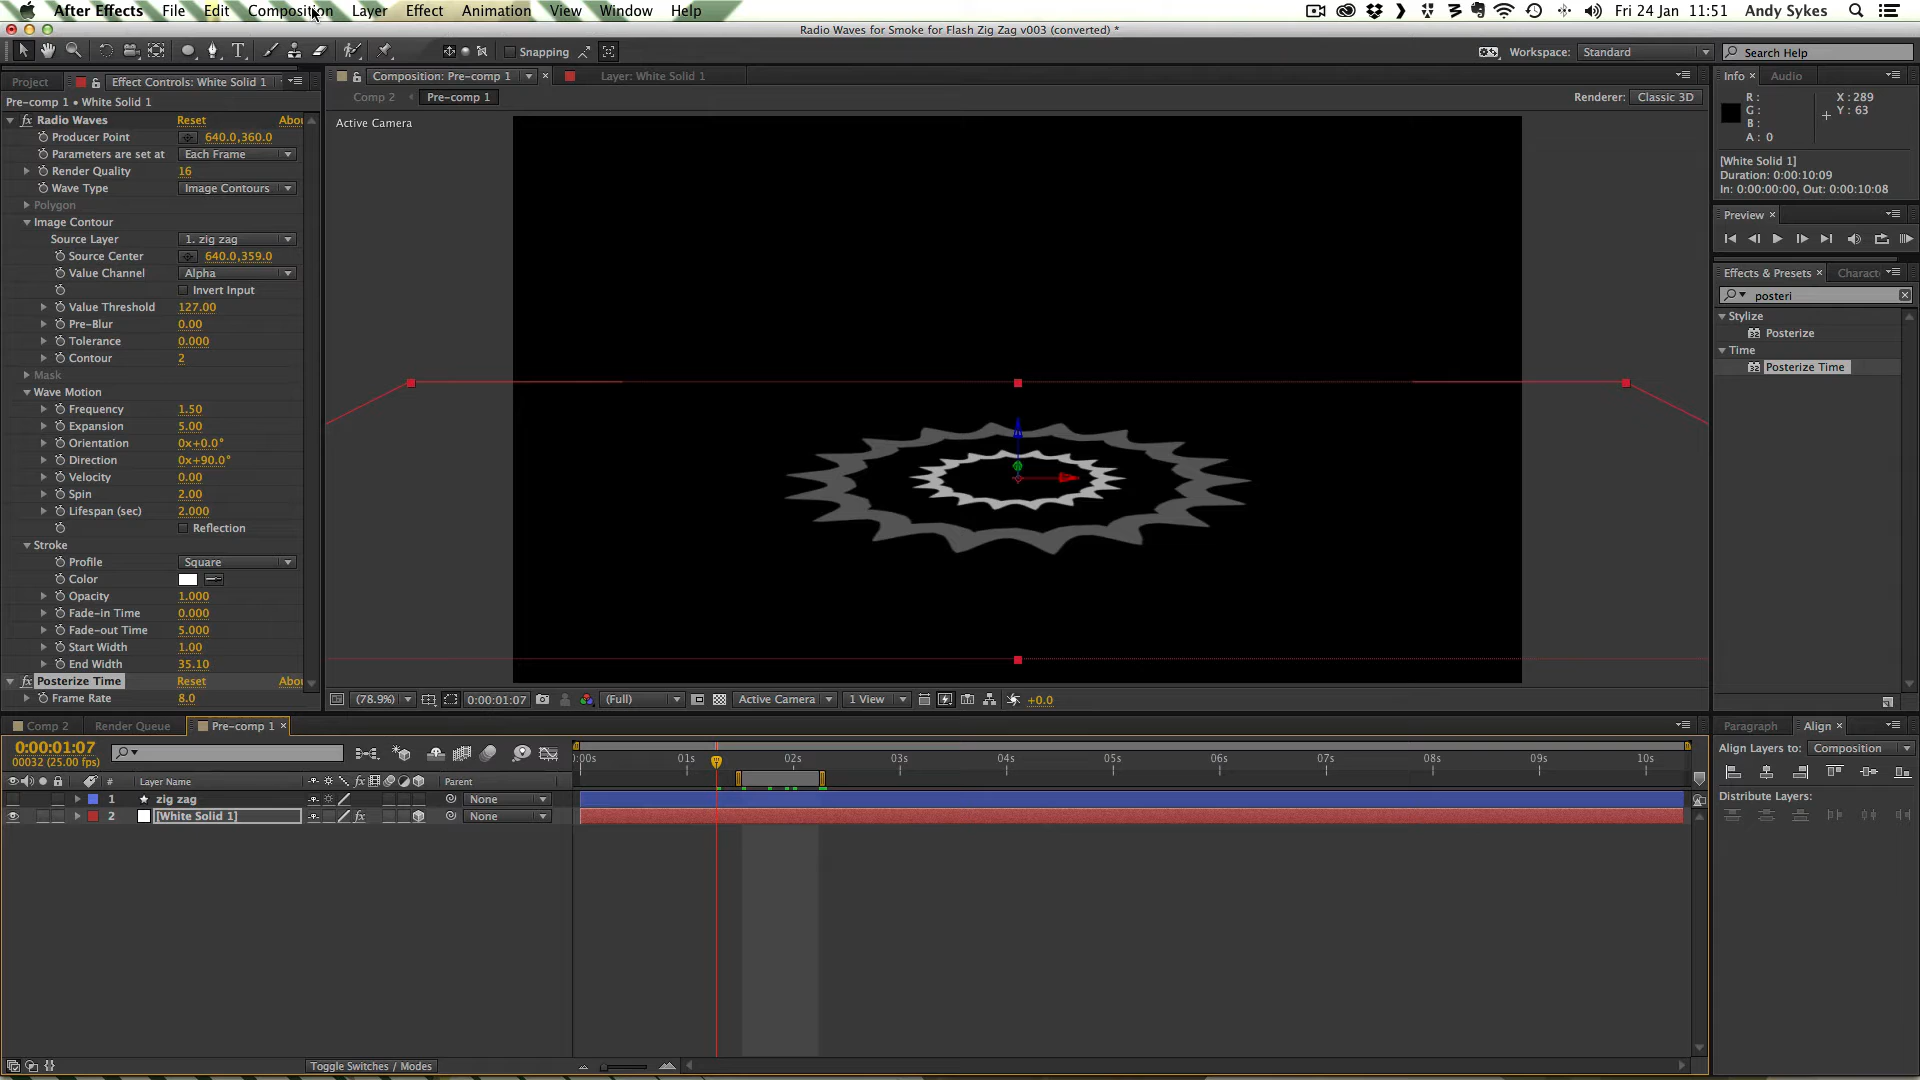 After Effects File Edit Composition Layer Effect Animation View Window Help Fri 24 Jan 11:51 Andy Sykes
Radio Waves for Smoke for Flash Zig Zag v003 (converted) *
Snapping Workspace: Standard Search Help
Project Effect Controls: White Solid 1 Composition: Pre-comp 1 Layer: White Solid 1 Info Audio
Pre-comp 1 • White Solid 1 Comp 2 Pre-comp 1 Renderer: Classic 3D
R: X: 289
G: Y: 63
B:
A: 0
Active Camera
[White Solid 1]
Duration: 0:00:10:09
In: 0:00:00:00, Out: 0:00:10:08
Radio Waves Reset Abou
Producer Point 640.0,360.0
Parameters are set at Each Frame
Render Quality 16
Wave Type Image Contours
Polygon
Image Contour
Source Layer 1. zig zag
Source Center 640.0,359.0
Value Channel Alpha
Invert Input
Value Threshold 127.00
Pre-Blur 0.00
Tolerance 0.000
Contour 2
Mask
Wave Motion
Frequency 1.50
Expansion 5.00
Orientation 0x+0.0°
Direction 0x+90.0°
Velocity 0.00
Spin 2.00
Lifespan (sec) 2.000
Reflection
Stroke
Profile Square
Color
Opacity 1.000
Fade-in Time 0.000
Fade-out Time 5.000
Start Width 1.00
End Width 35.10
Posterize Time Reset Abou
Frame Rate 8.0
Preview
Effects & Presets Charact
posteri
Stylize
Posterize
Time
Posterize Time
(78.9%) 0:00:01:07 (Full) Active Camera 1 View +0.0
Comp 2 Render Queue Pre-comp 1
0:00:01:07
00032 (25.00 fps)
:00s 01s 02s 03s 04s 05s 06s 07s 08s 09s 10s
# Layer Name Parent
1 zig zag None
2 [White Solid 1] None
Toggle Switches / Modes
Paragraph Align
Align Layers to: Composition
Distribute Layers: